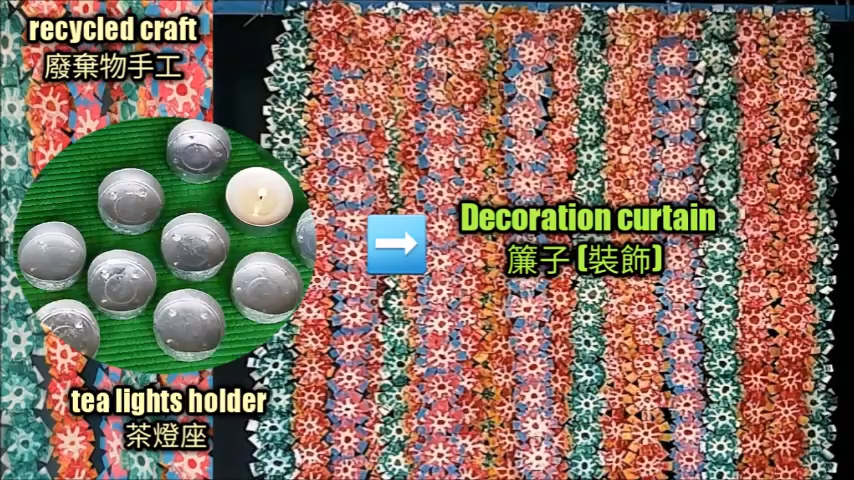 recycled craft
廢棄物手工
Decoration curtain
簾子 (裝飾)
tea lights holder
茶燈座